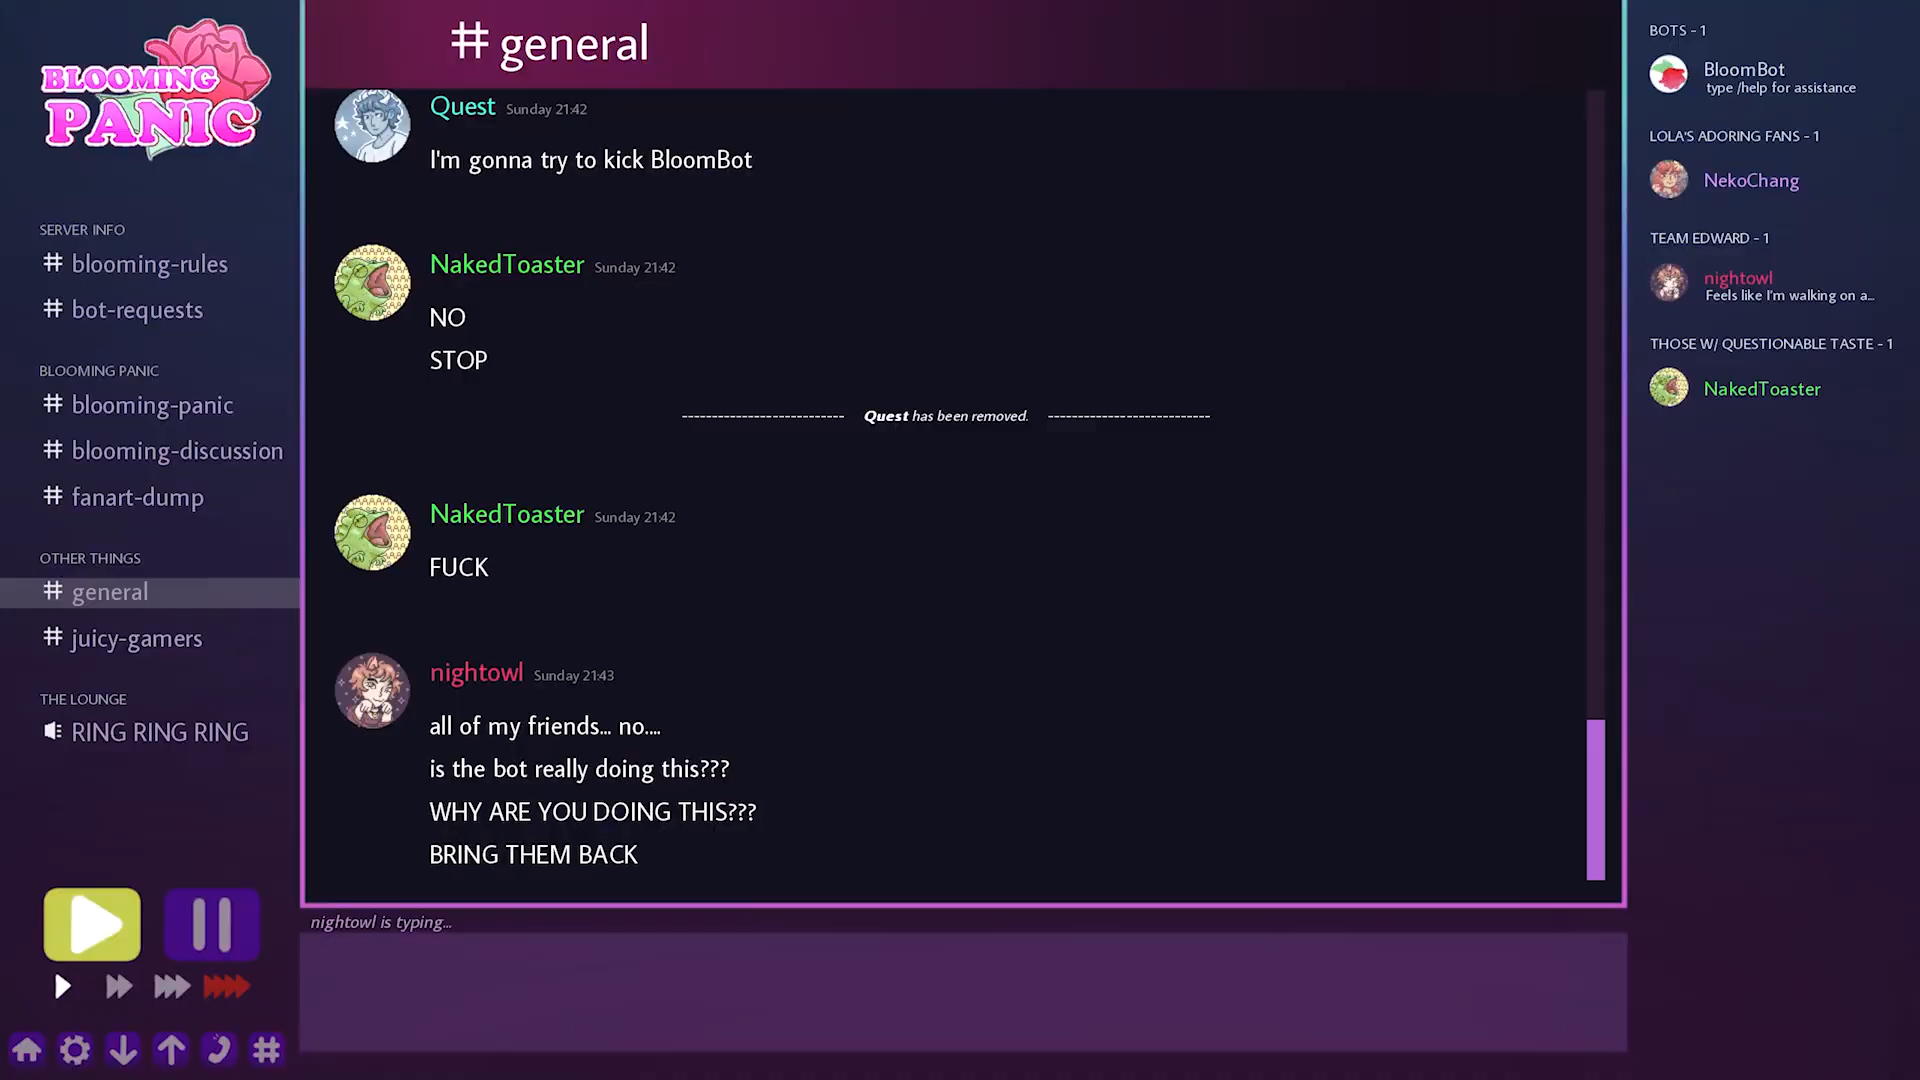 BLOOMING
PANIC
SERVER INFO
# blooming-rules
# bot-requests
BLOOMING PANIC
# blooming-panic
# blooming-discussion
# fanart-dump
OTHER THINGS
# general
# juicy-gamers
THE LOUNGE
RING RING RING
# general
Quest Sunday 21:42
I'm gonna try to kick BloomBot
NakedToaster Sunday 21:42
NO
STOP
--------------------------- Quest has been removed. ---------------------------
NakedToaster Sunday 21:42
FUCK
nightowl Sunday 21:43
all of my friends... no....
is the bot really doing this???
WHY ARE YOU DOING THIS???
BRING THEM BACK
nightowl is typing...
BOTS - 1
BloomBot
type /help for assistance
LOLA'S ADORING FANS - 1
NekoChang
TEAM EDWARD - 1
nightowl
Feels like I'm walking on a...
THOSE W/ QUESTIONABLE TASTE - 1
NakedToaster